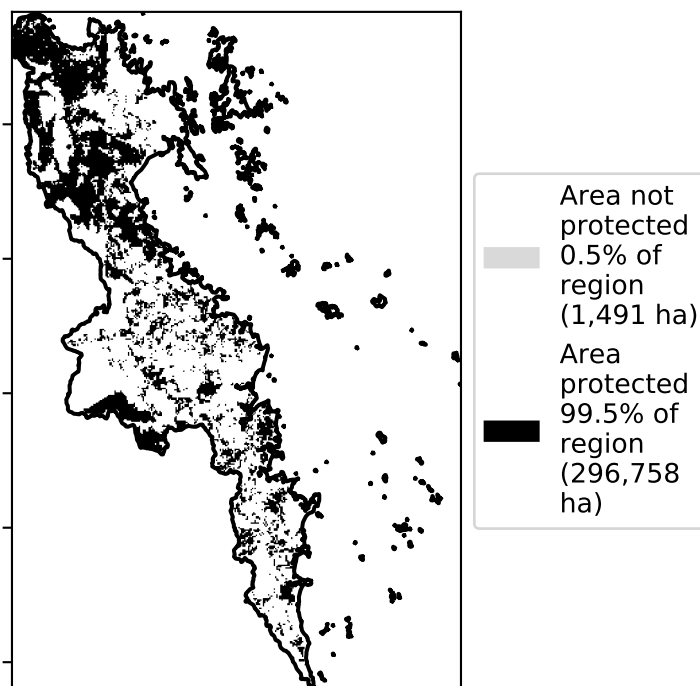 Area not
protected
0.5% of
region
(1,491 ha)
Area
protected
99.5% of
region
(296,758
ha)